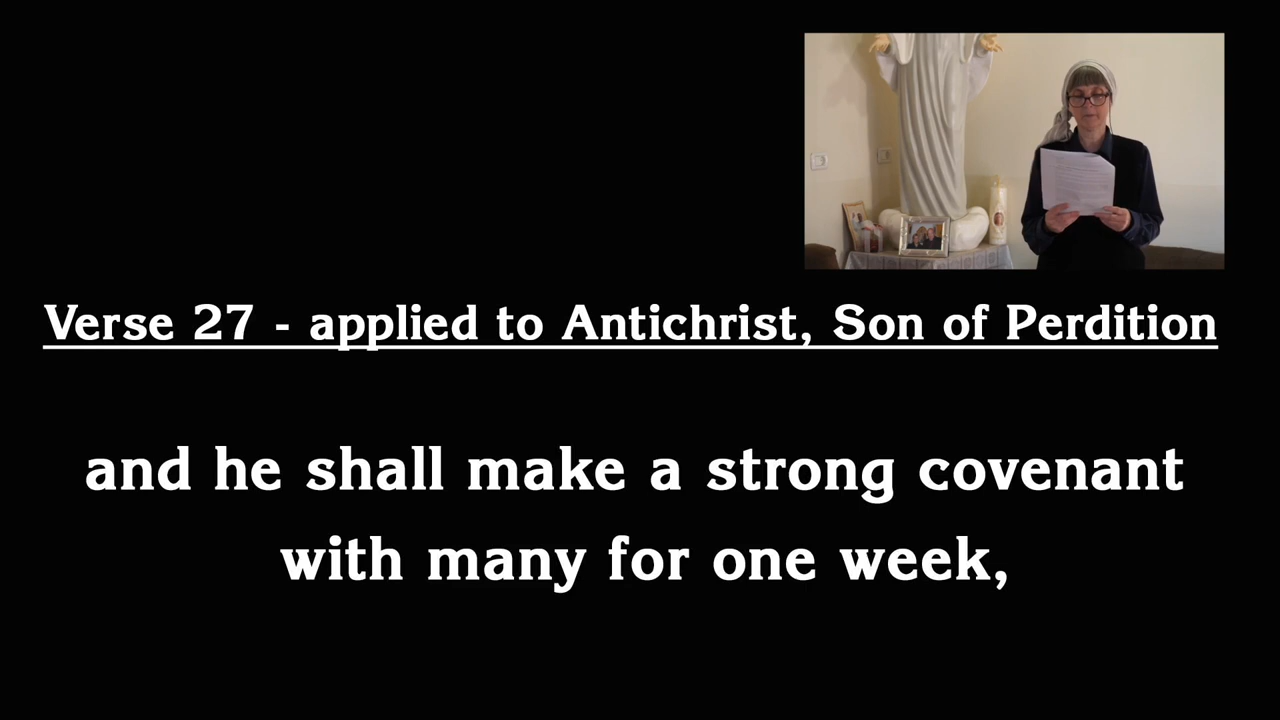 Verse 27 - applied to Antichrist, Son of Perdition
and he shall make a strong covenant
with many for one week,